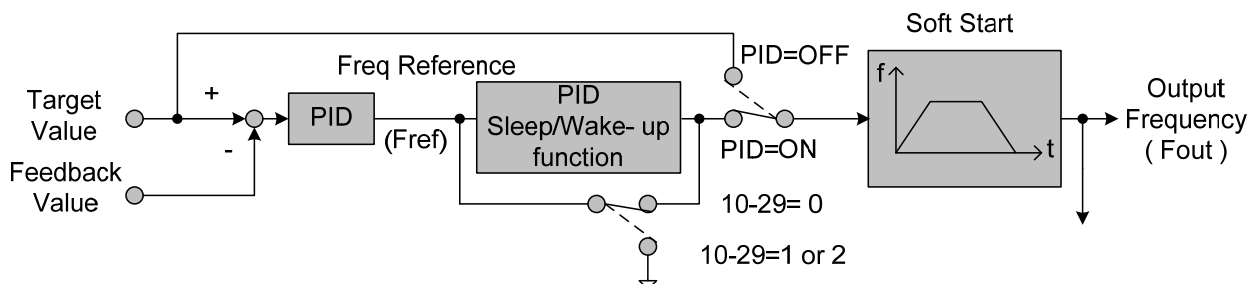 Soft Start
PID=OFF
Freq Reference
f
Target
Value
+
PID
(Fref)
PID
Sleep/Wake- up
function
Output
Frequency
( Fout )
-
PID=ON
t
Feedback
Value
10-29= 0
10-29=1 or 2